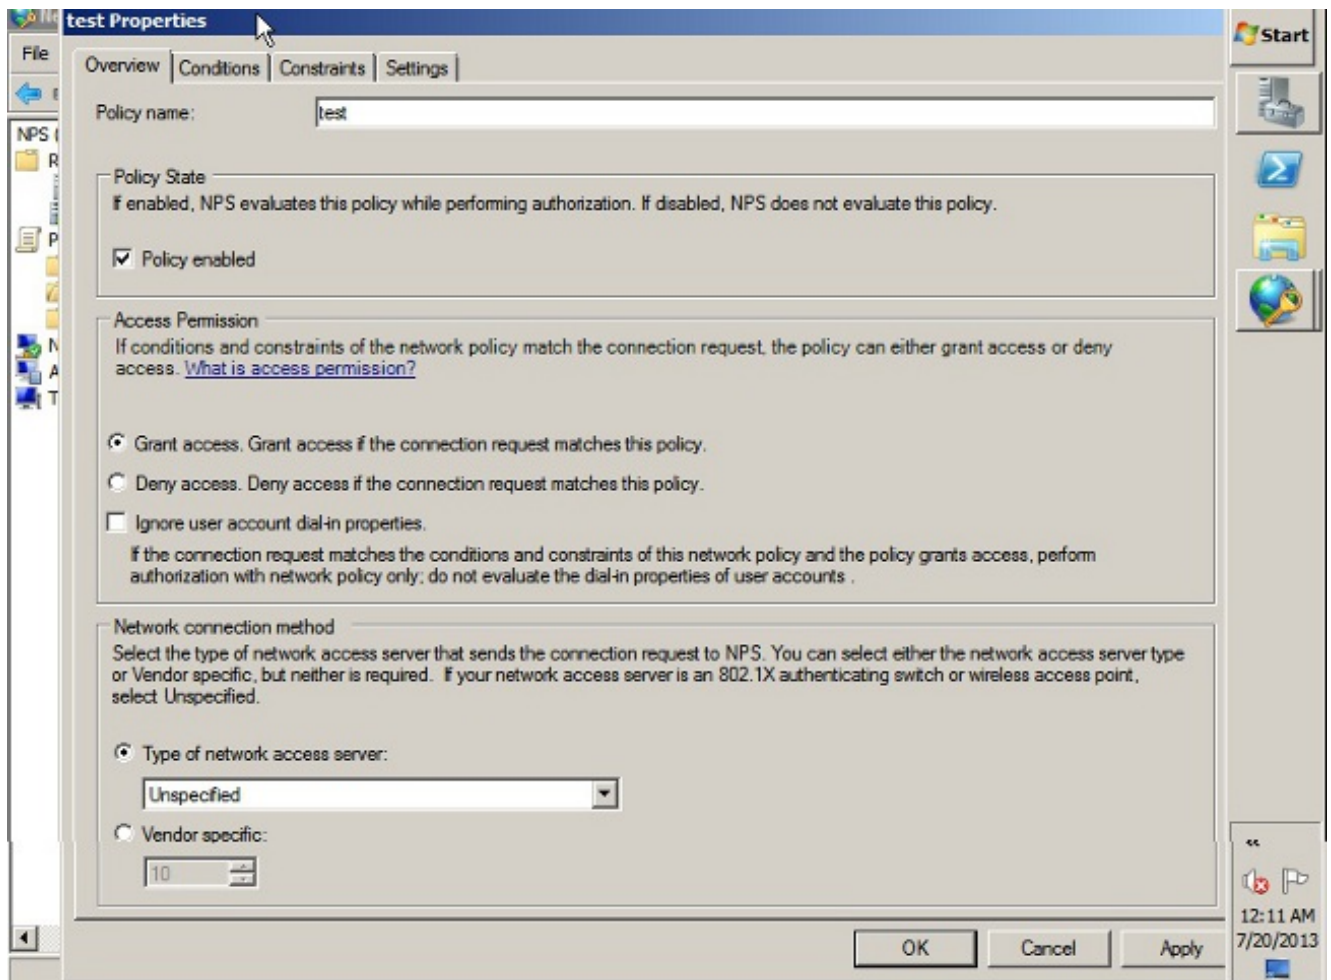 test Properties
Start
File
Overview
Conditions
Constraints
Settings
Policy name:
test
NPS (
R
P
N
A
T
Policy State
If enabled, NPS evaluates this policy while performing authorization. If disabled, NPS does not evaluate this policy.
Policy enabled
Access Permission
If conditions and constraints of the network policy match the connection request, the policy can either grant access or deny
access. What is access permission?
Grant access. Grant access if the connection request matches this policy.
Deny access. Deny access if the connection request matches this policy.
Ignore user account dial-in properties.
If the connection request matches the conditions and constraints of this network policy and the policy grants access, perform
authorization with network policy only; do not evaluate the dial-in properties of user accounts .
Network connection method
Select the type of network access server that sends the connection request to NPS. You can select either the network access server type
or Vendor specific, but neither is required.  If your network access server is an 802.1X authenticating switch or wireless access point,
select Unspecified.
Type of network access server:
Unspecified
Vendor specific:
10
OK
Cancel
Apply
12:11 AM
7/20/2013